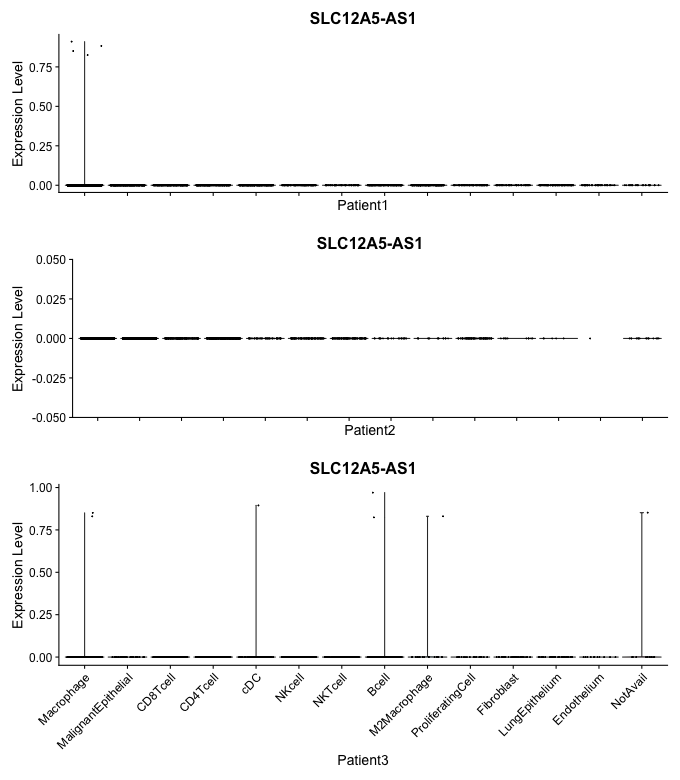 SLC12A5-AS1
Expression Level
0.75
0.50
0.25
0.00
Patient1
SLC12A5-AS1
Expression Level
0.050
0.025
0.000
-0.025
-0.050
Patient2
SLC12A5-AS1
Expression Level
1.00
0.75
0.50
0.25
0.00
Macrophage
MalignantEpithelial
CD8Tcell
CD4Tcell
cDC
NKcell
NKTcell
Bcell
M2Macrophage
ProliferatingCell
Fibroblast
LungEpithelium
Endothelium
NotAvail
Patient3